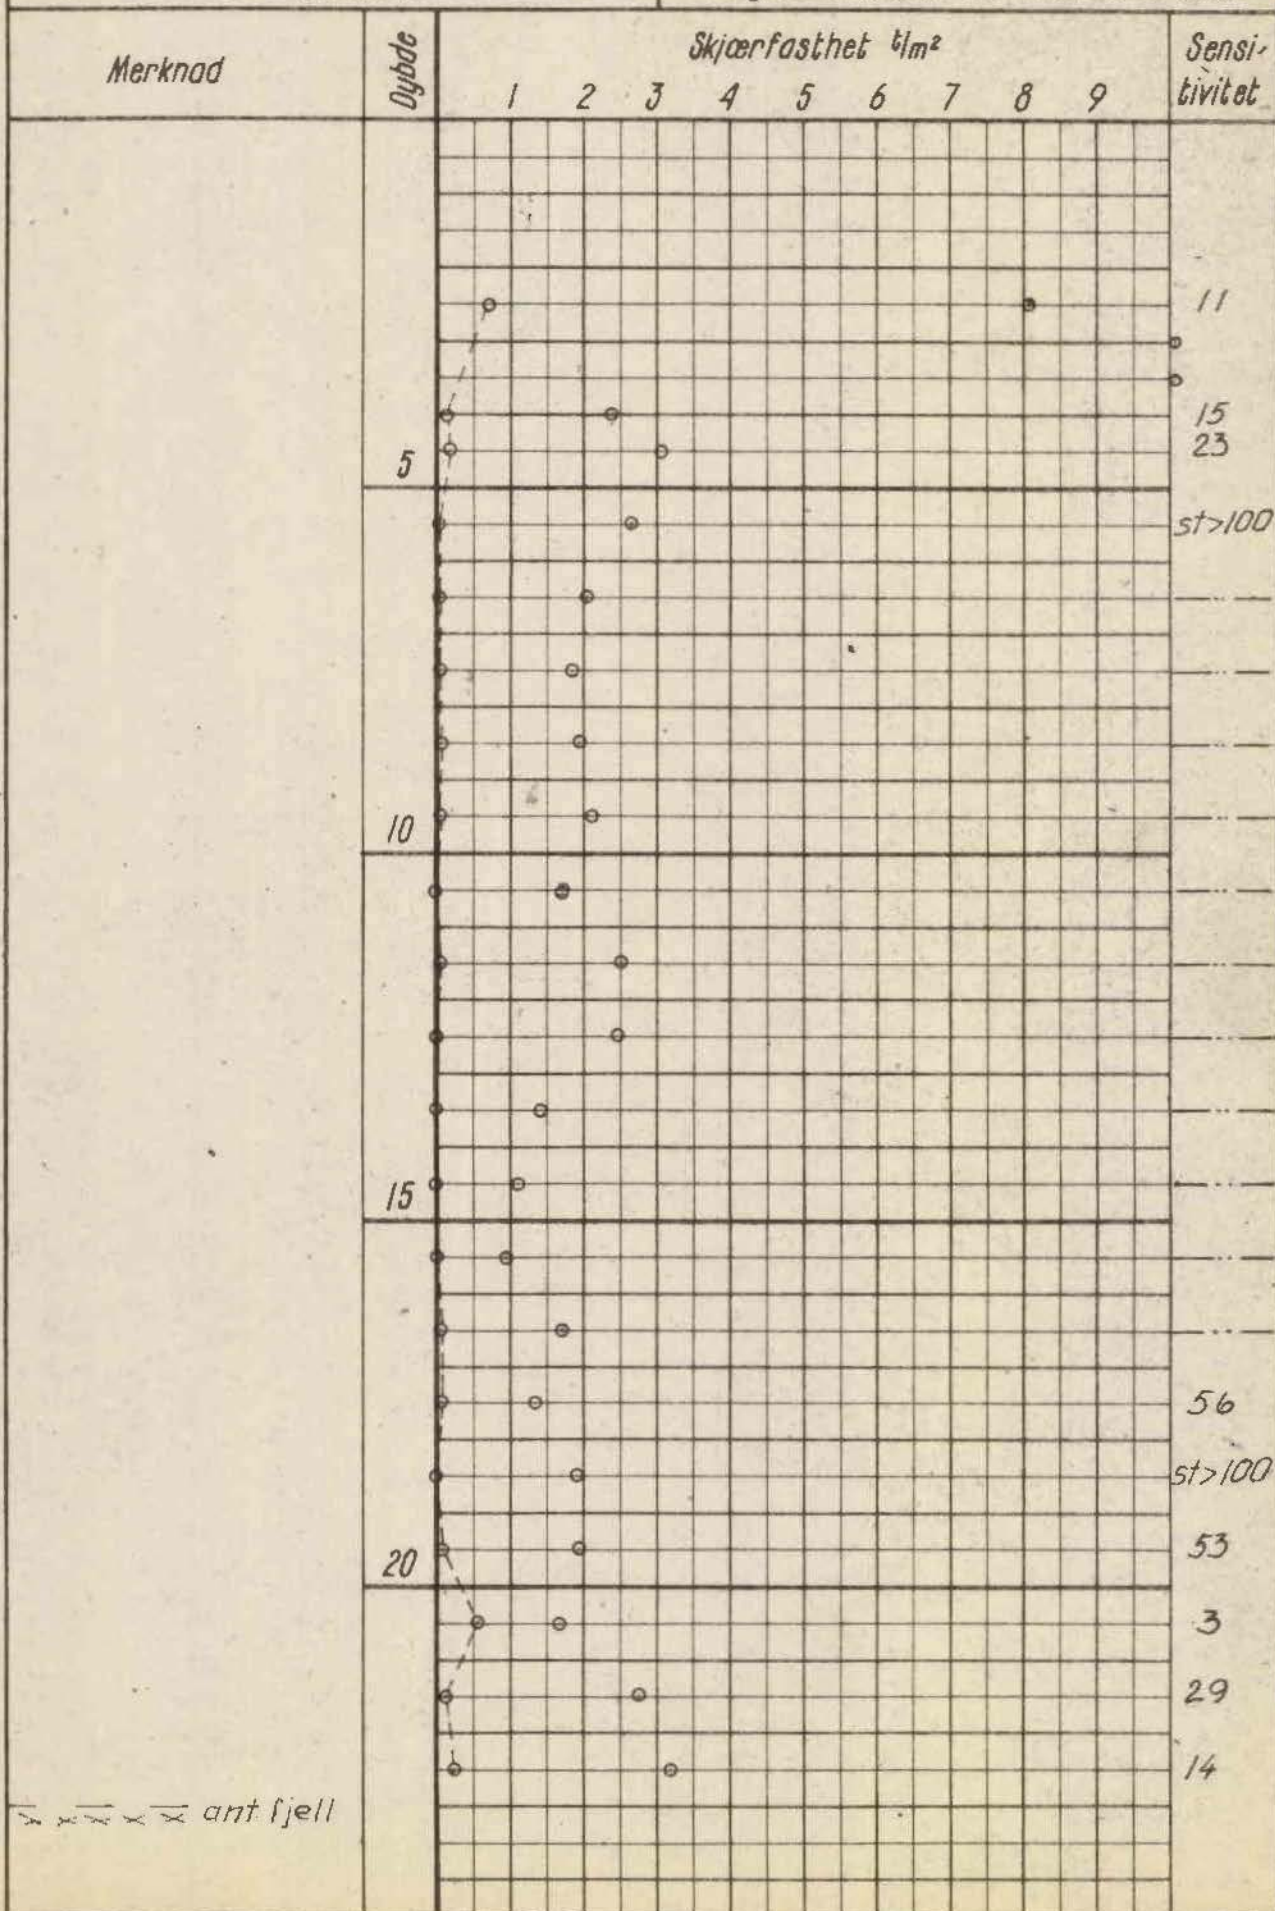 Merknad
Dybde
Skjærfasthet t/m²
1 2 3 4 5 6 7 8 9
Sensi-
tivitet
11
15
23
5
st>100
—··—
—··—
—··—
—··—
10
—··—
—··—
—··—
—··—
—··—
15
—··—
—··—
56
st>100
53
20
3
29
14
ant fjell